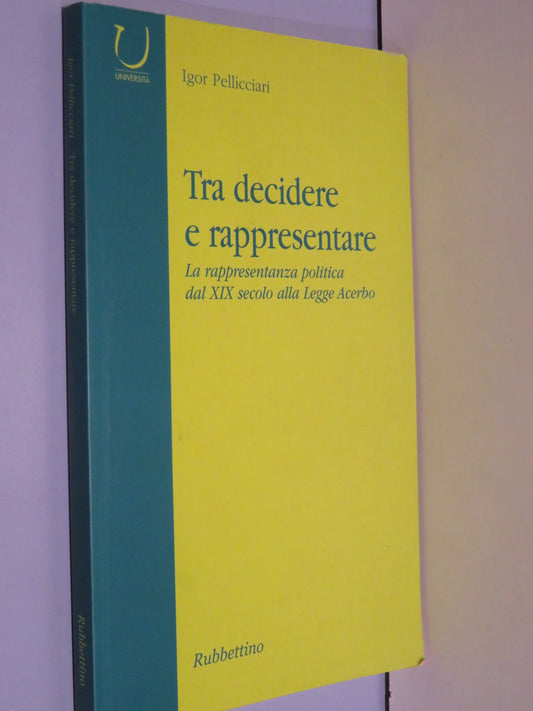 UNIVERSITÀ
Igor Pellicciari
Tra decidere
e rappresentare
La rappresentanza politica
dal XIX secolo alla Legge Acerbo
Rubbettino
Igor Pellicciari Tra decidere e rappresentare
Rubbettino